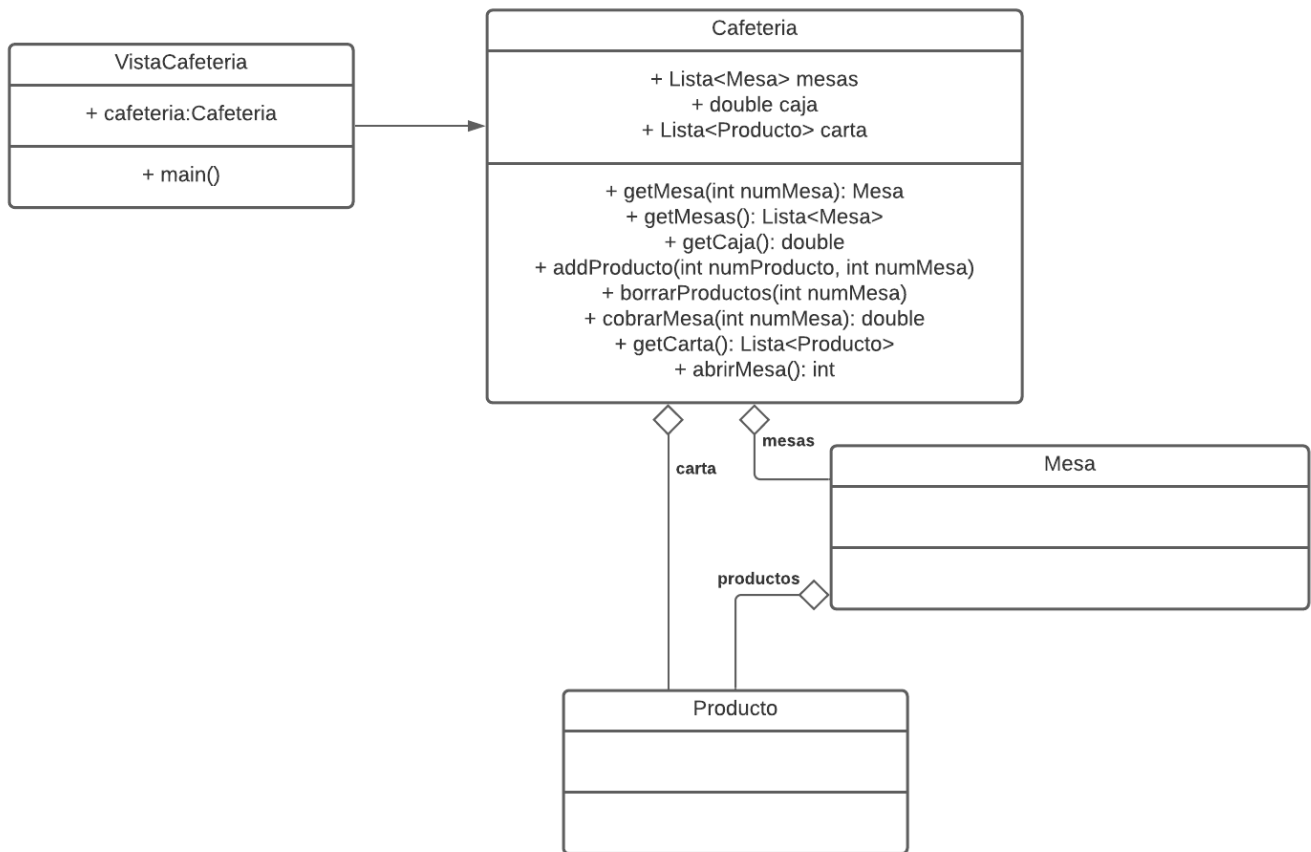 VistaCafeteria
+ cafeteria:Cafeteria
+ main()
Cafeteria
+ Lista<Mesa> mesas
+ double caja
+ Lista<Producto> carta
+ getMesa(int numMesa): Mesa
+ getMesas(): Lista<Mesa>
+ getCaja(): double
+ addProducto(int numProducto, int numMesa)
+ borrarProductos(int numMesa)
+ cobrarMesa(int numMesa): double
+ getCarta(): Lista<Producto>
+ abrirMesa(): int
mesas
carta
Mesa
productos
Producto